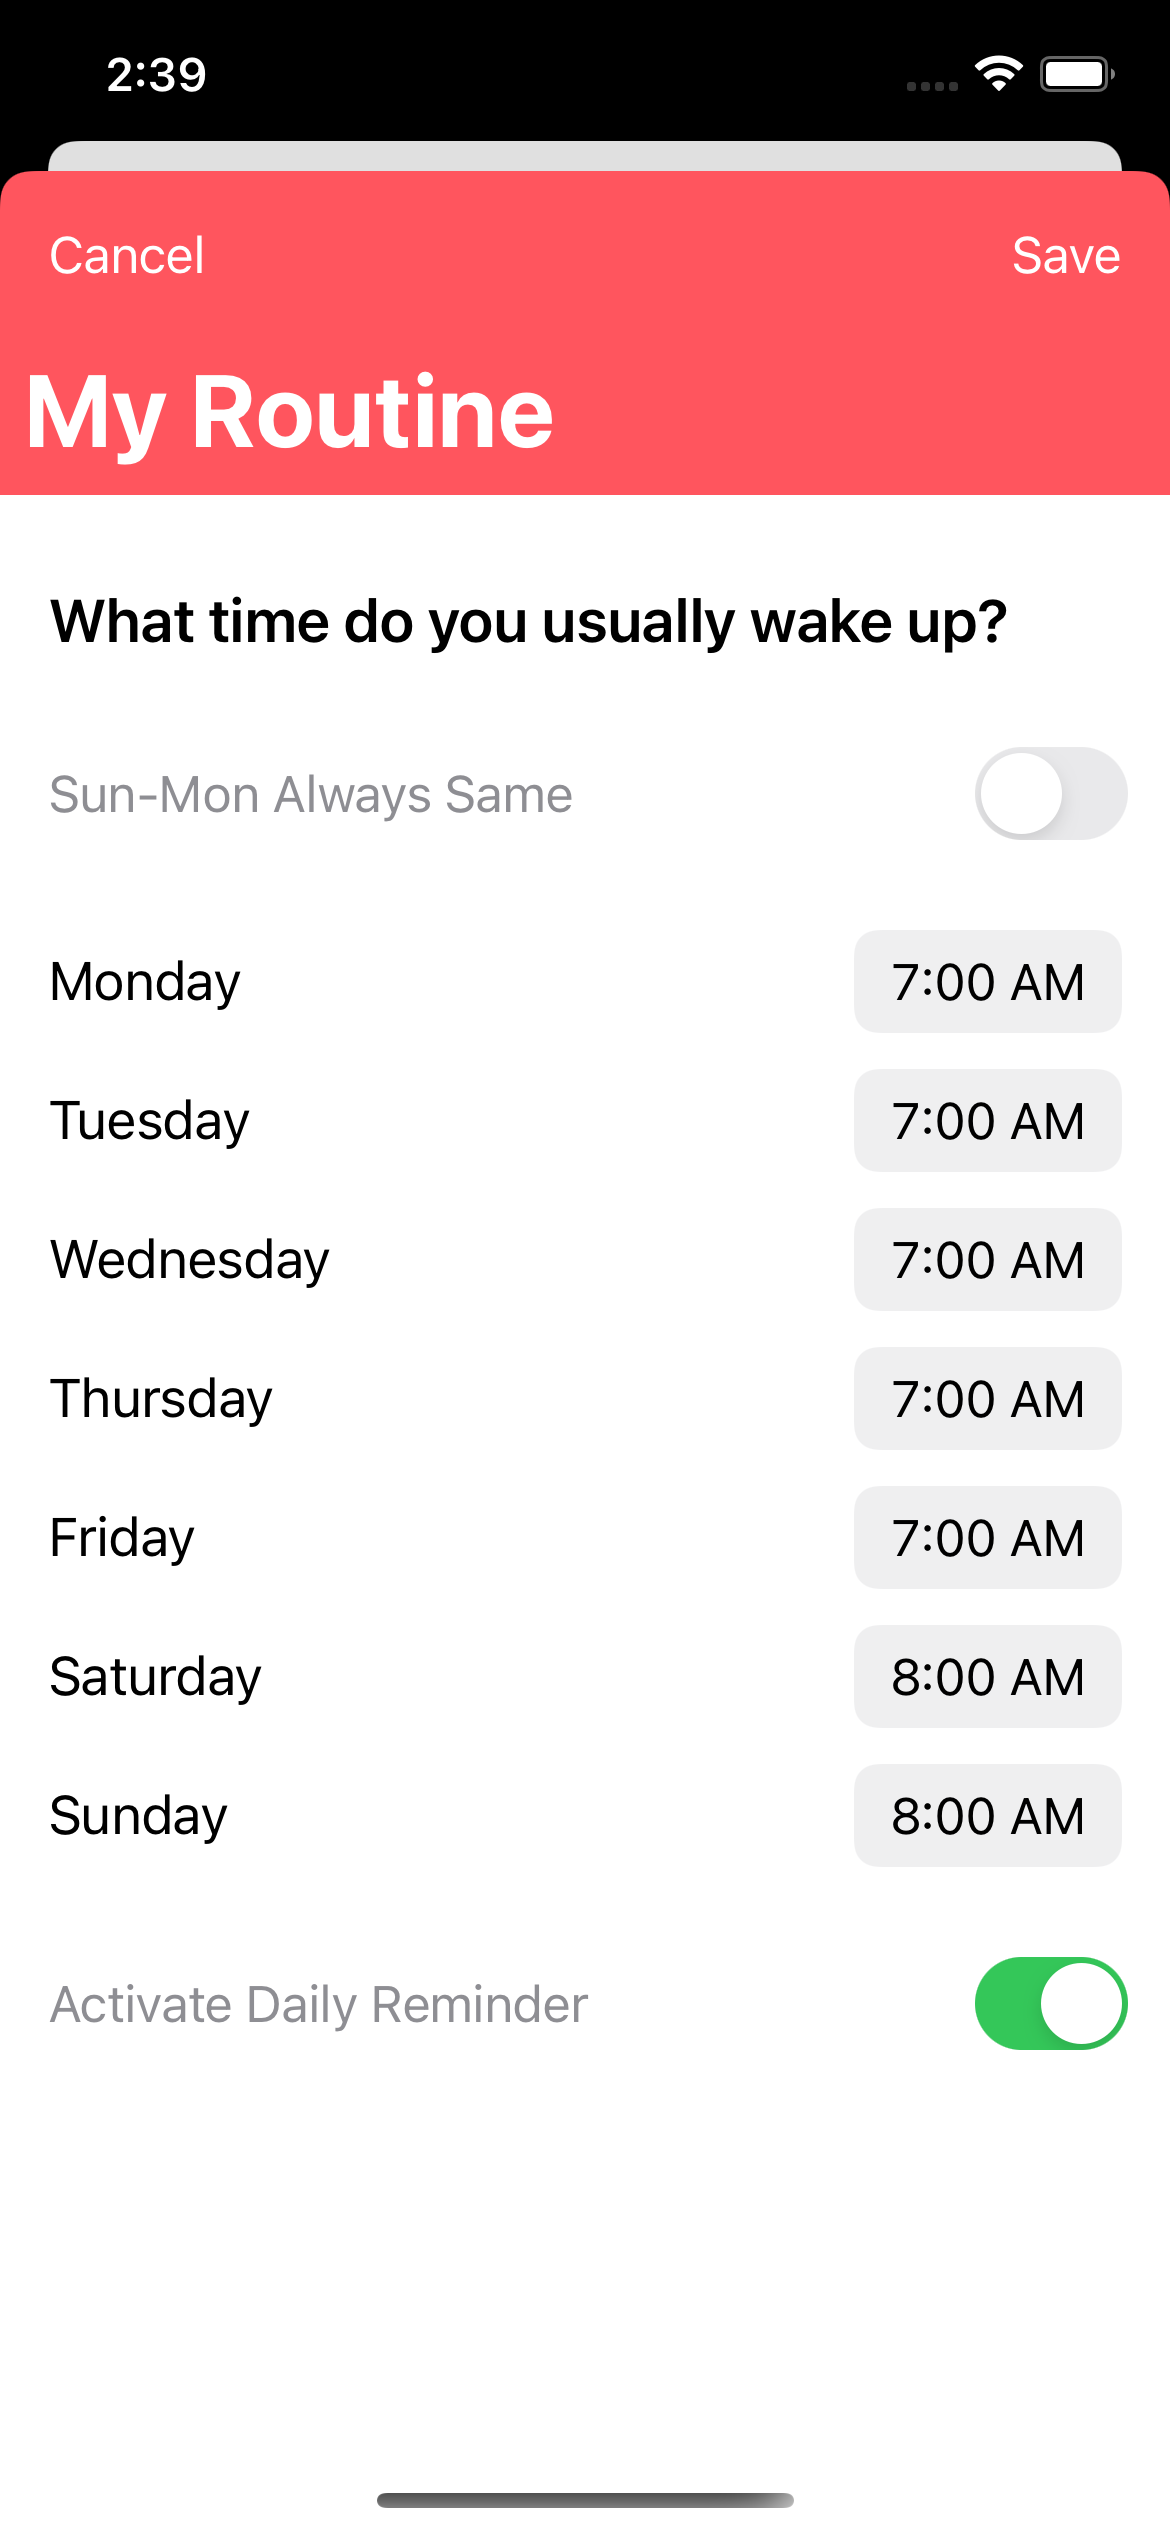 2:39
Cancel
Save
My Routine
What time do you usually wake up?
Sun-Mon Always Same
Monday 7:00 AM
Tuesday 7:00 AM
Wednesday 7:00 AM
Thursday 7:00 AM
Friday 7:00 AM
Saturday 8:00 AM
Sunday 8:00 AM
Activate Daily Reminder